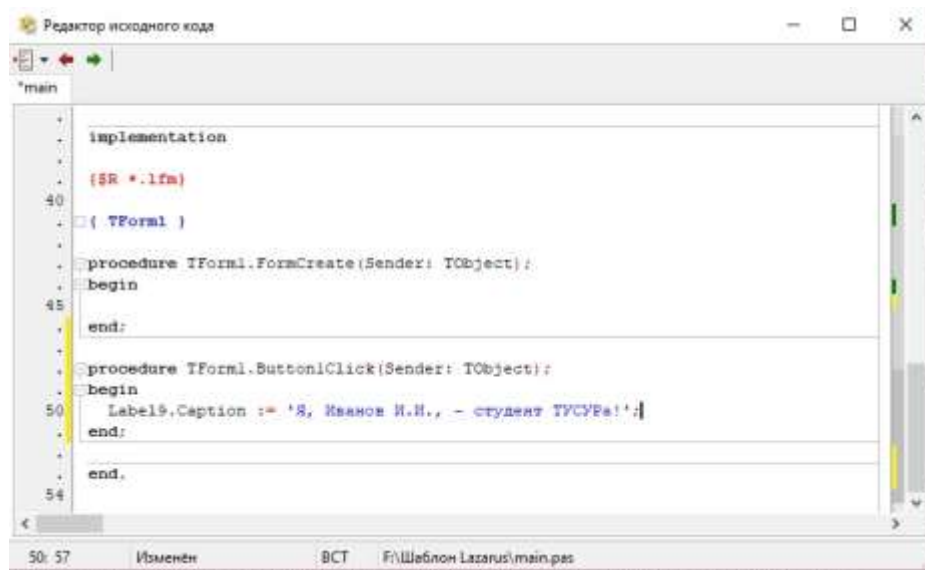 Редактор исходного кода
*main
implementation
{$R *.lfm}
40
{ TForm1 }
procedure TForm1.FormCreate(Sender: TObject);
begin
45
end;
procedure TForm1.Button1Click(Sender: TObject);
begin
50 Label9.Caption := 'Я, Иванов И.И., - студент ТУСУРа!';
end;
end.
54
50: 57 Изменён ВСТ F:\Шаблон Lazarus\main.pas